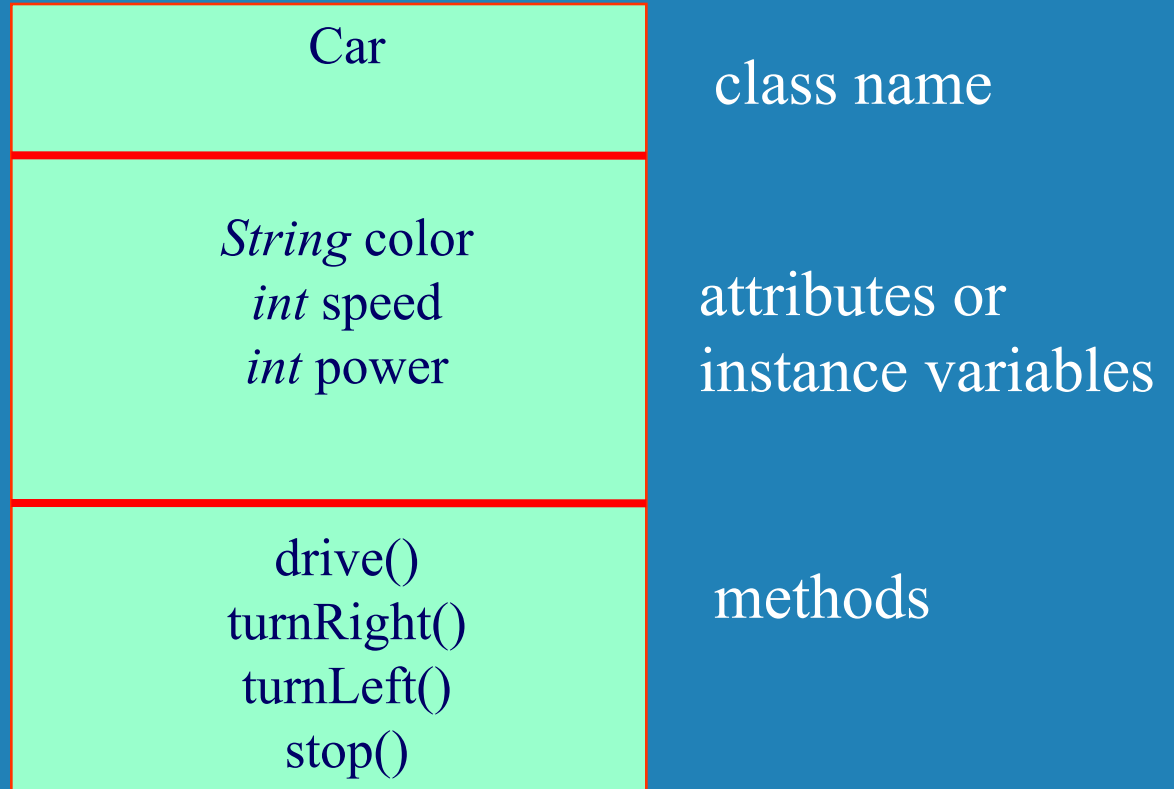 Car
class name
String color
int speed
int power
attributes or
instance variables
drive()
turnRight()
turnLeft()
stop()
methods